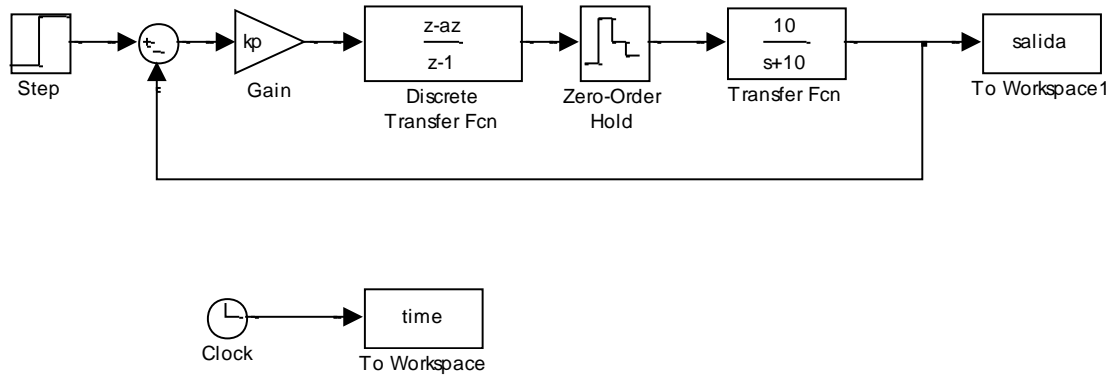 Step
+
-
kp
Gain
z-az
z-1
Discrete
Transfer Fcn
Zero-Order
Hold
10
s+10
Transfer Fcn
salida
To Workspace1
Clock
time
To Workspace